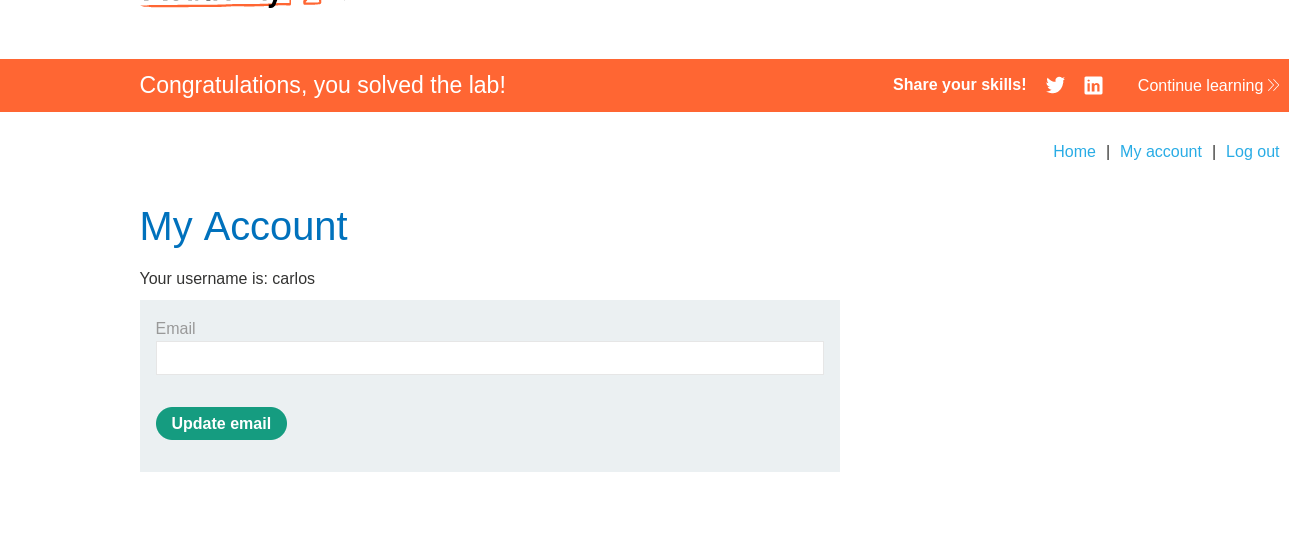 Congratulations, you solved the lab!
Share your skills!
Continue learning
Home | My account | Log out
My Account
Your username is: carlos
Email
Update email